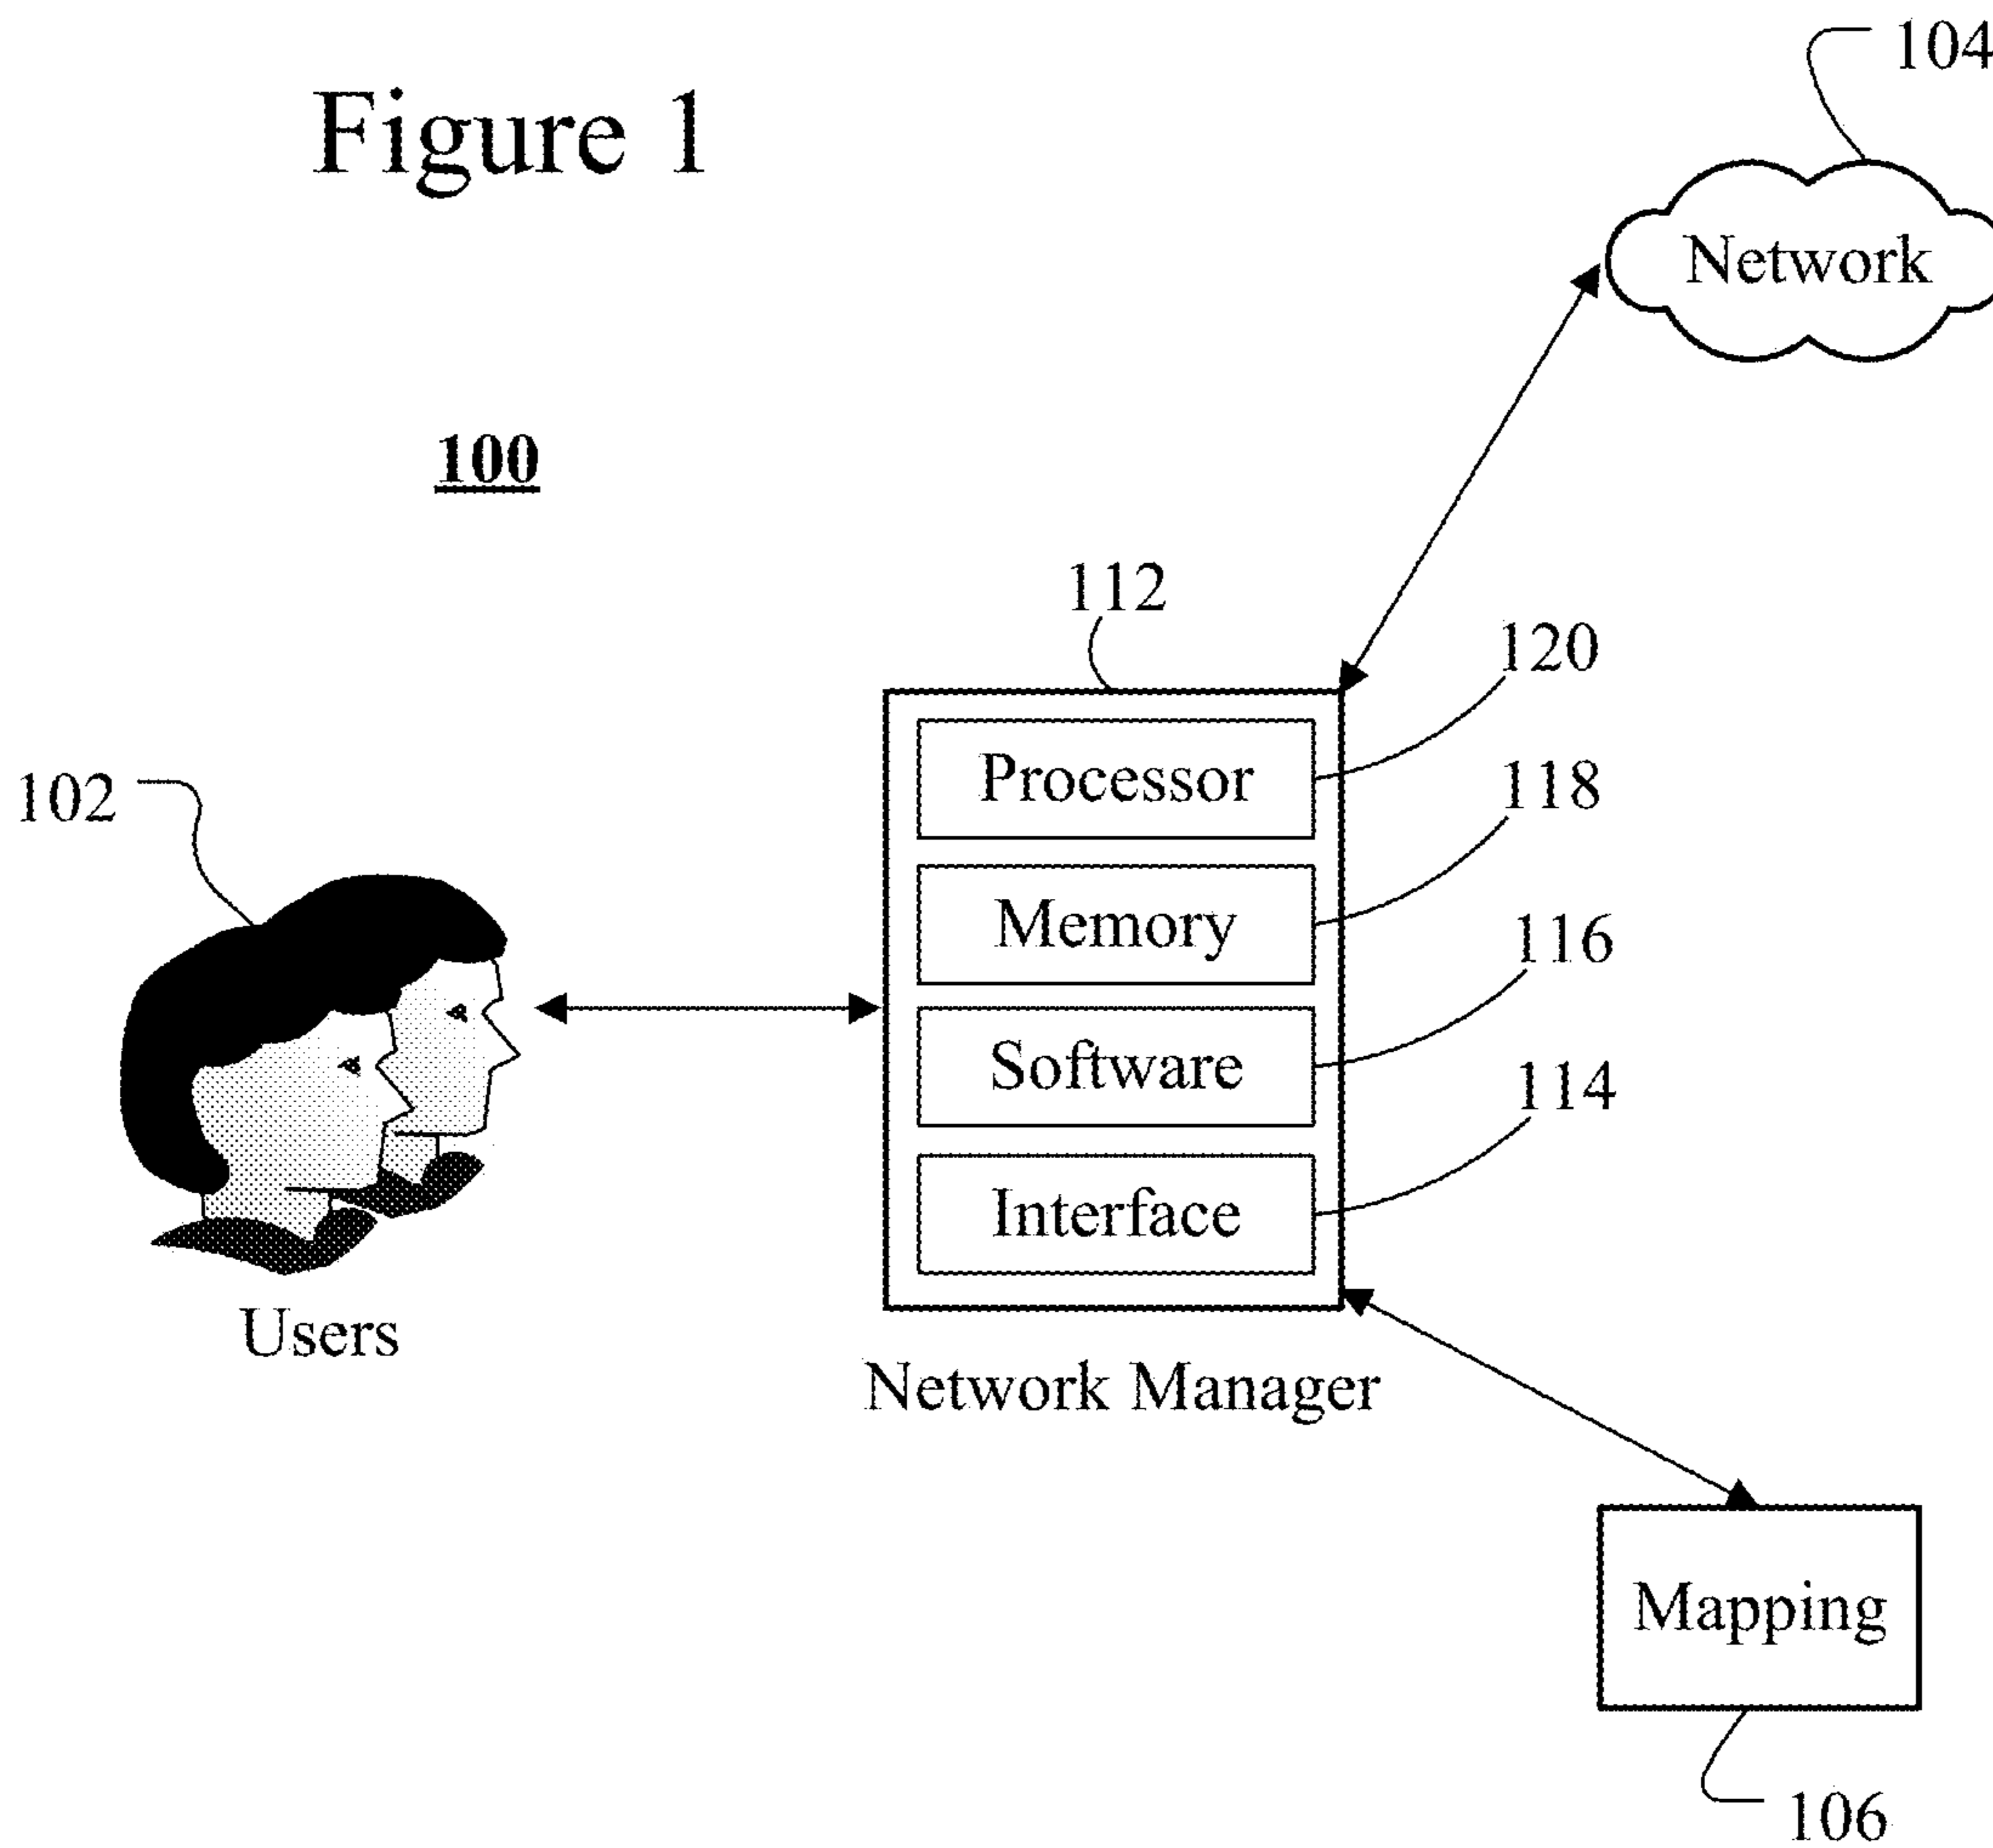 104
Figure 1
Network
100
112
120
Processor
102
118
Memory
116
Software
114
Interface
Users
Network Manager
Mapping
106